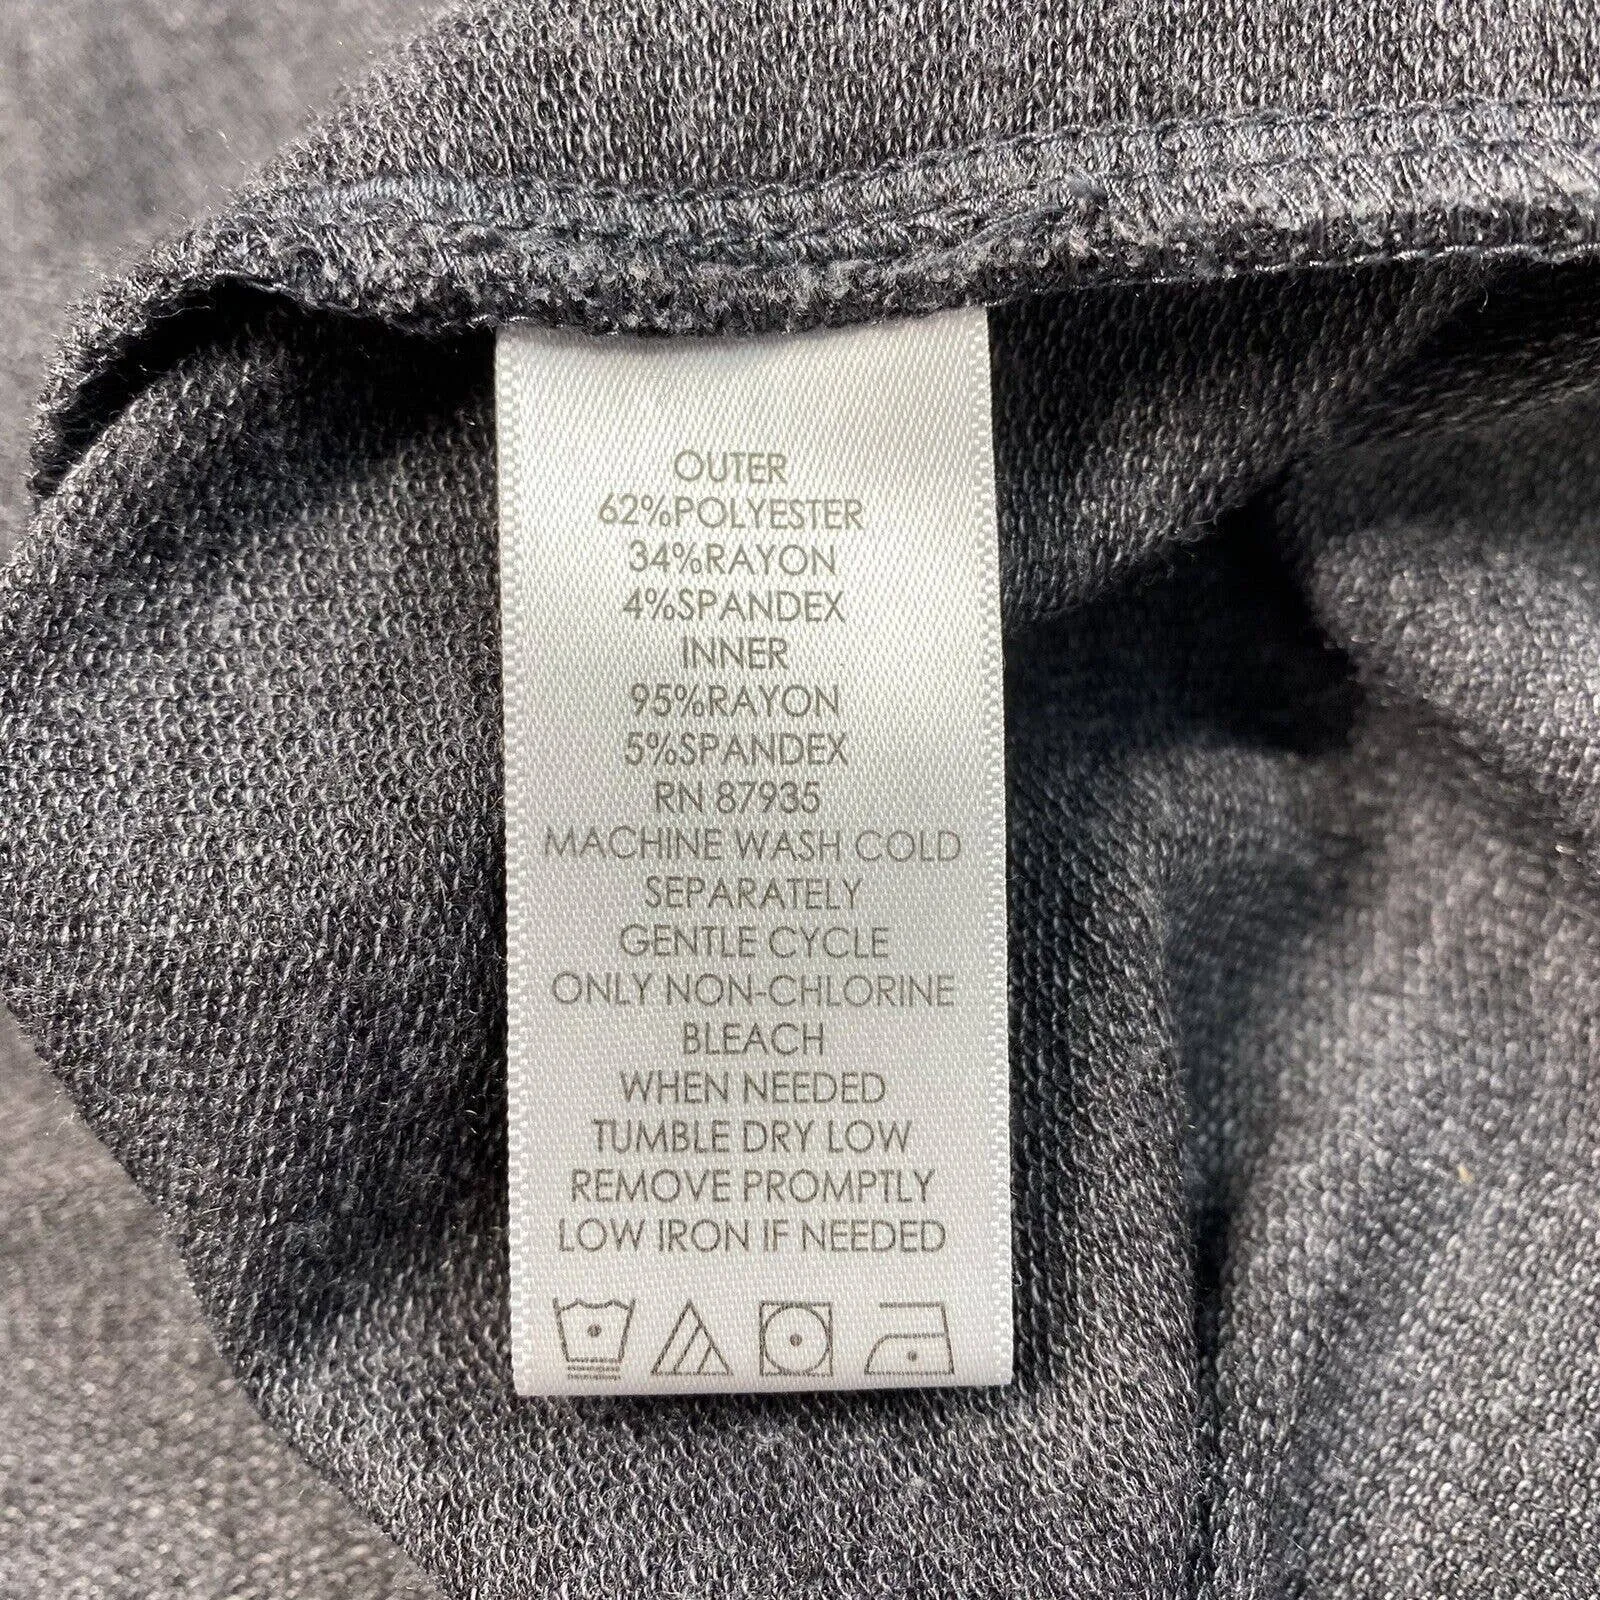 OUTER
62%POLYESTER
34%RAYON
4%SPANDEX
INNER
95%RAYON
5%SPANDEX
RN 87935
MACHINE WASH COLD
SEPARATELY
GENTLE CYCLE
ONLY NON-CHLORINE
BLEACH
WHEN NEEDED
TUMBLE DRY LOW
REMOVE PROMPTLY
LOW IRON IF NEEDED